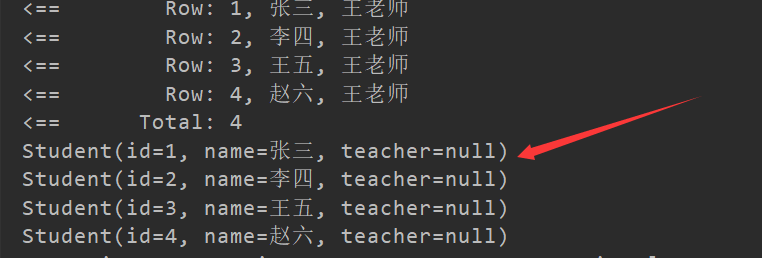 <== Row: 1, 张三, 王老师
<== Row: 2, 李四, 王老师
<== Row: 3, 王五, 王老师
<== Row: 4, 赵六, 王老师
<== Total: 4
Student(id=1, name=张三, teacher=null)
Student(id=2, name=李四, teacher=null)
Student(id=3, name=王五, teacher=null)
Student(id=4, name=赵六, teacher=null)